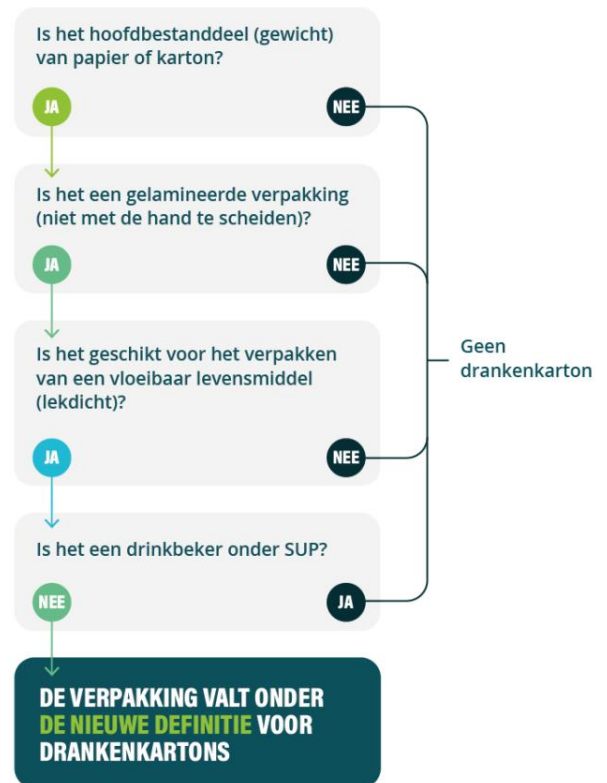 Is het hoofdbestanddeel (gewicht)
van papier of karton?
JA
NEE
Is het een gelamineerde verpakking
(niet met de hand te scheiden)?
JA
NEE
Is het geschikt voor het verpakken
van een vloeibaar levensmiddel
(lekdicht)?
Geen
drankenkarton
JA
NEE
Is het een drinkbeker onder SUP?
NEE
JA
DE VERPAKKING VALT ONDER
DE NIEUWE DEFINITIE VOOR
DRANKENKARTONS